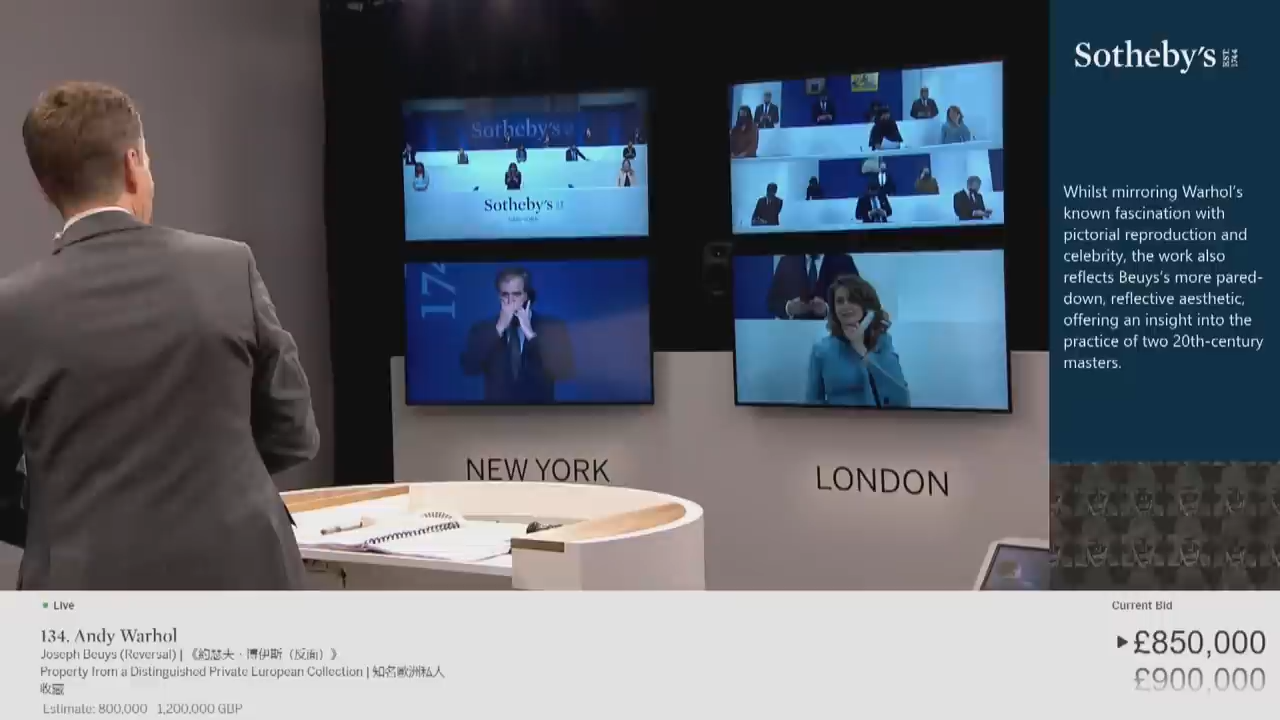 Sotheby's EST. 1744
Sotheby's
Sotheby's
174
Whilst mirroring Warhol's
known fascination with
pictorial reproduction and
celebrity, the work also
reflects Beuys's more pared-
down, reflective aesthetic,
offering an insight into the
practice of two 20th-century
masters.
NEW YORK
LONDON
Live
134. Andy Warhol
Joseph Beuys (Reversal) | 《約瑟夫·博伊斯（反面）》
Property from a Distinguished Private European Collection | 知名歐洲私人
收藏
Estimate: 800,000 1,200,000 GBP
Current Bid
£850,000
£900,000